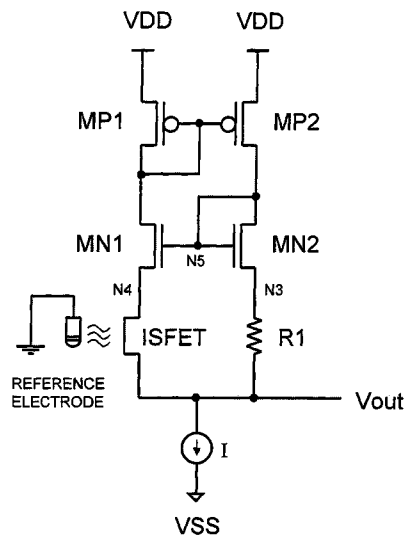 VDD
VDD
MP1
MP2
MN1
MN2
N5
N4
N3
ISFET
R1
REFERENCE
ELECTRODE
Vout
I
VSS